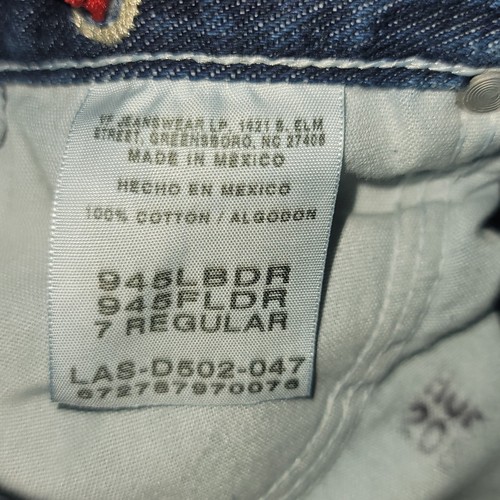 VF JEANSWEAR LP, 1421 S. ELM
STREET, GREENSBORO, NC 27406
MADE IN MEXICO
HECHO EN MEXICO
100% COTTON / ALGODON
945LBDR
945FLDR
7 REGULAR
LAS-D502-047
672787970076